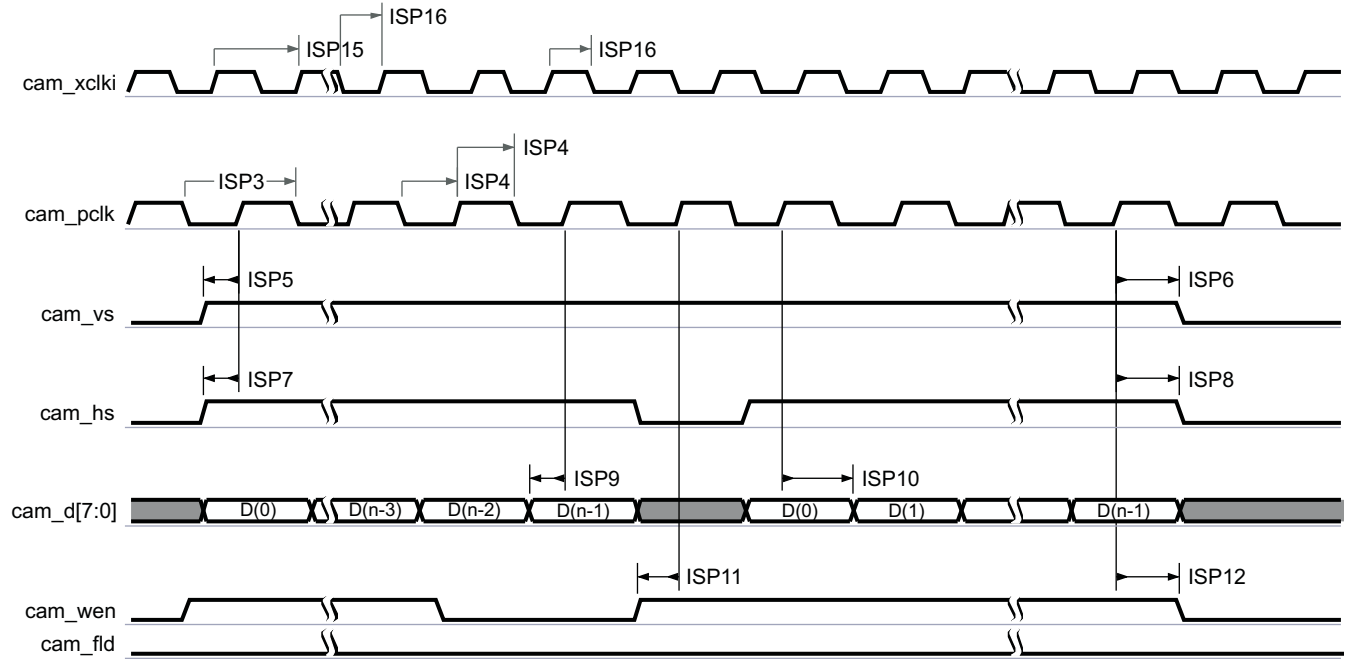 ISP16
ISP15 ISP16
cam_xclki
ISP4
ISP3 ISP4
cam_pclk
ISP5 ISP6
cam_vs
ISP7 ISP8
cam_hs
ISP9 ISP10
cam_d[7:0] D(0) D(n-3) D(n-2) D(n-1) D(0) D(1) D(n-1)
ISP11 ISP12
cam_wen
cam_fld